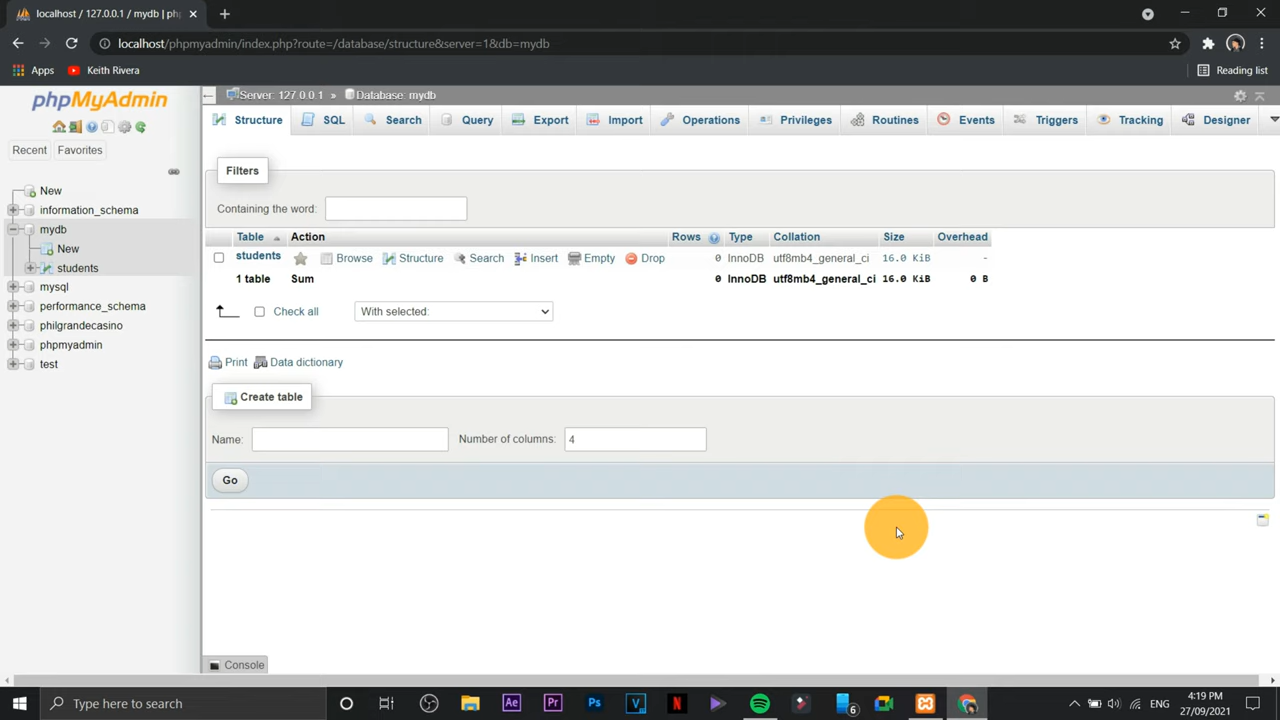 localhost / 127.0.0.1 / mydb | ph
localhost/phpmyadmin/index.php?route=/database/structure&server=1&db=mydb
Apps Keith Rivera Reading list
phpMyAdmin
Recent Favorites
New
information_schema
mydb
New
students
mysql
performance_schema
philgrandecasino
phpmyadmin
test
Server: 127.0.0.1 » Database: mydb
Structure SQL Search Query Export Import Operations Privileges Routines Events Triggers Tracking Designer
Filters
Containing the word:
Table Action Rows Type Collation Size Overhead
students Browse Structure Search Insert Empty Drop 0 InnoDB utf8mb4_general_ci 16.0 KiB -
1 table Sum 0 InnoDB utf8mb4_general_ci 16.0 KiB 0 B
Check all With selected:
Print Data dictionary
Create table
Name: Number of columns: 4
Go
Console
Type here to search
Ae Pr Ps V N 6 ENG 4:19 PM
27/09/2021